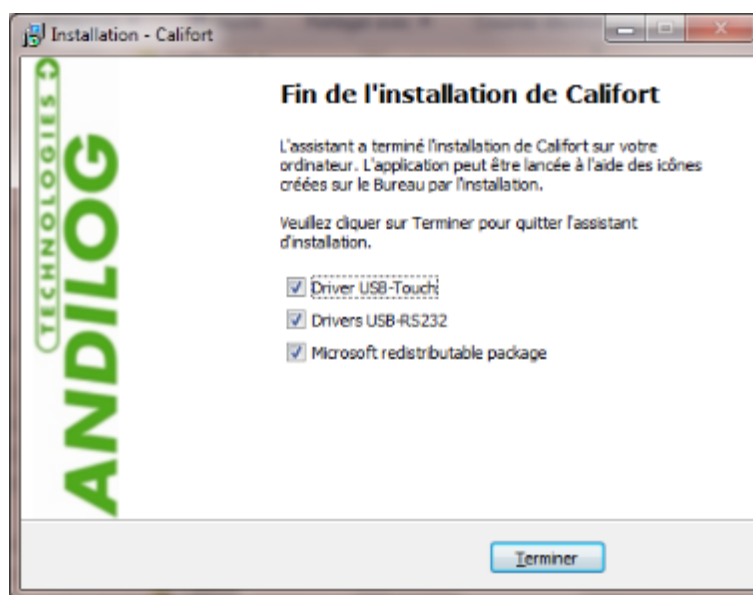 Installation - Califort
TECHNOLOGIES
ANDILOG
Fin de l'installation de Califort
L'assistant a terminé l'installation de Califort sur votre
ordinateur. L'application peut être lancée à l'aide des icônes
créées sur le Bureau par l'installation.
Veuillez cliquer sur Terminer pour quitter l'assistant
d'installation.
Driver USB-Touch
Drivers USB-RS232
Microsoft redistributable package
Terminer